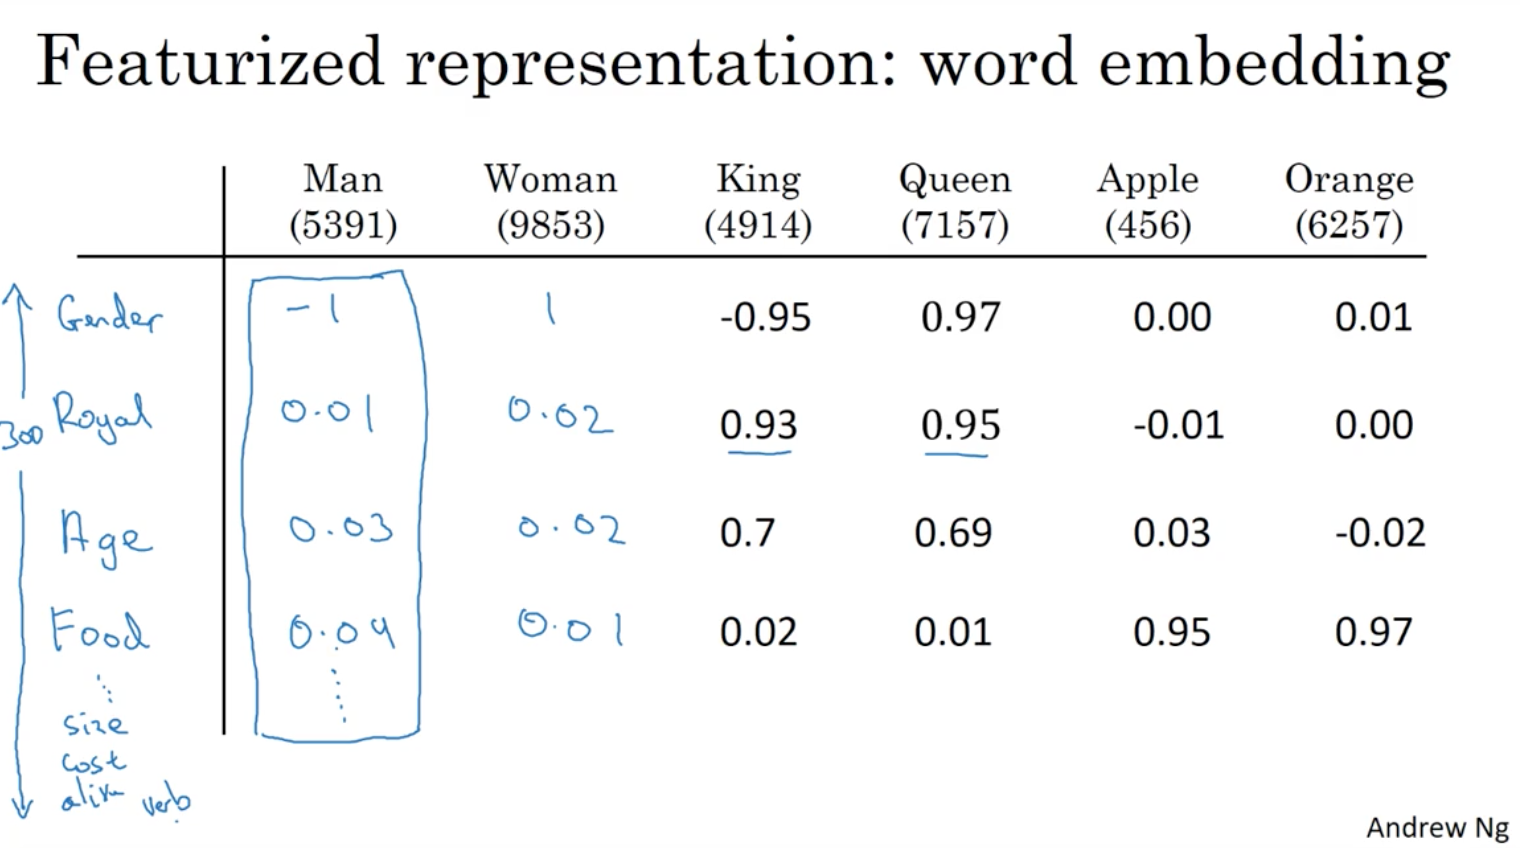 Featurized representation: word embedding
Man Woman King Queen Apple Orange
(5391) (9853) (4914) (7157) (456) (6257)
Gender -1 1 -0.95 0.97 0.00 0.01
300 Royal 0.01 0.02 0.93 0.95 -0.01 0.00
Age 0.03 0.02 0.7 0.69 0.03 -0.02
Food 0.04 0.01 0.02 0.01 0.95 0.97
size
cost
alive verb
Andrew Ng